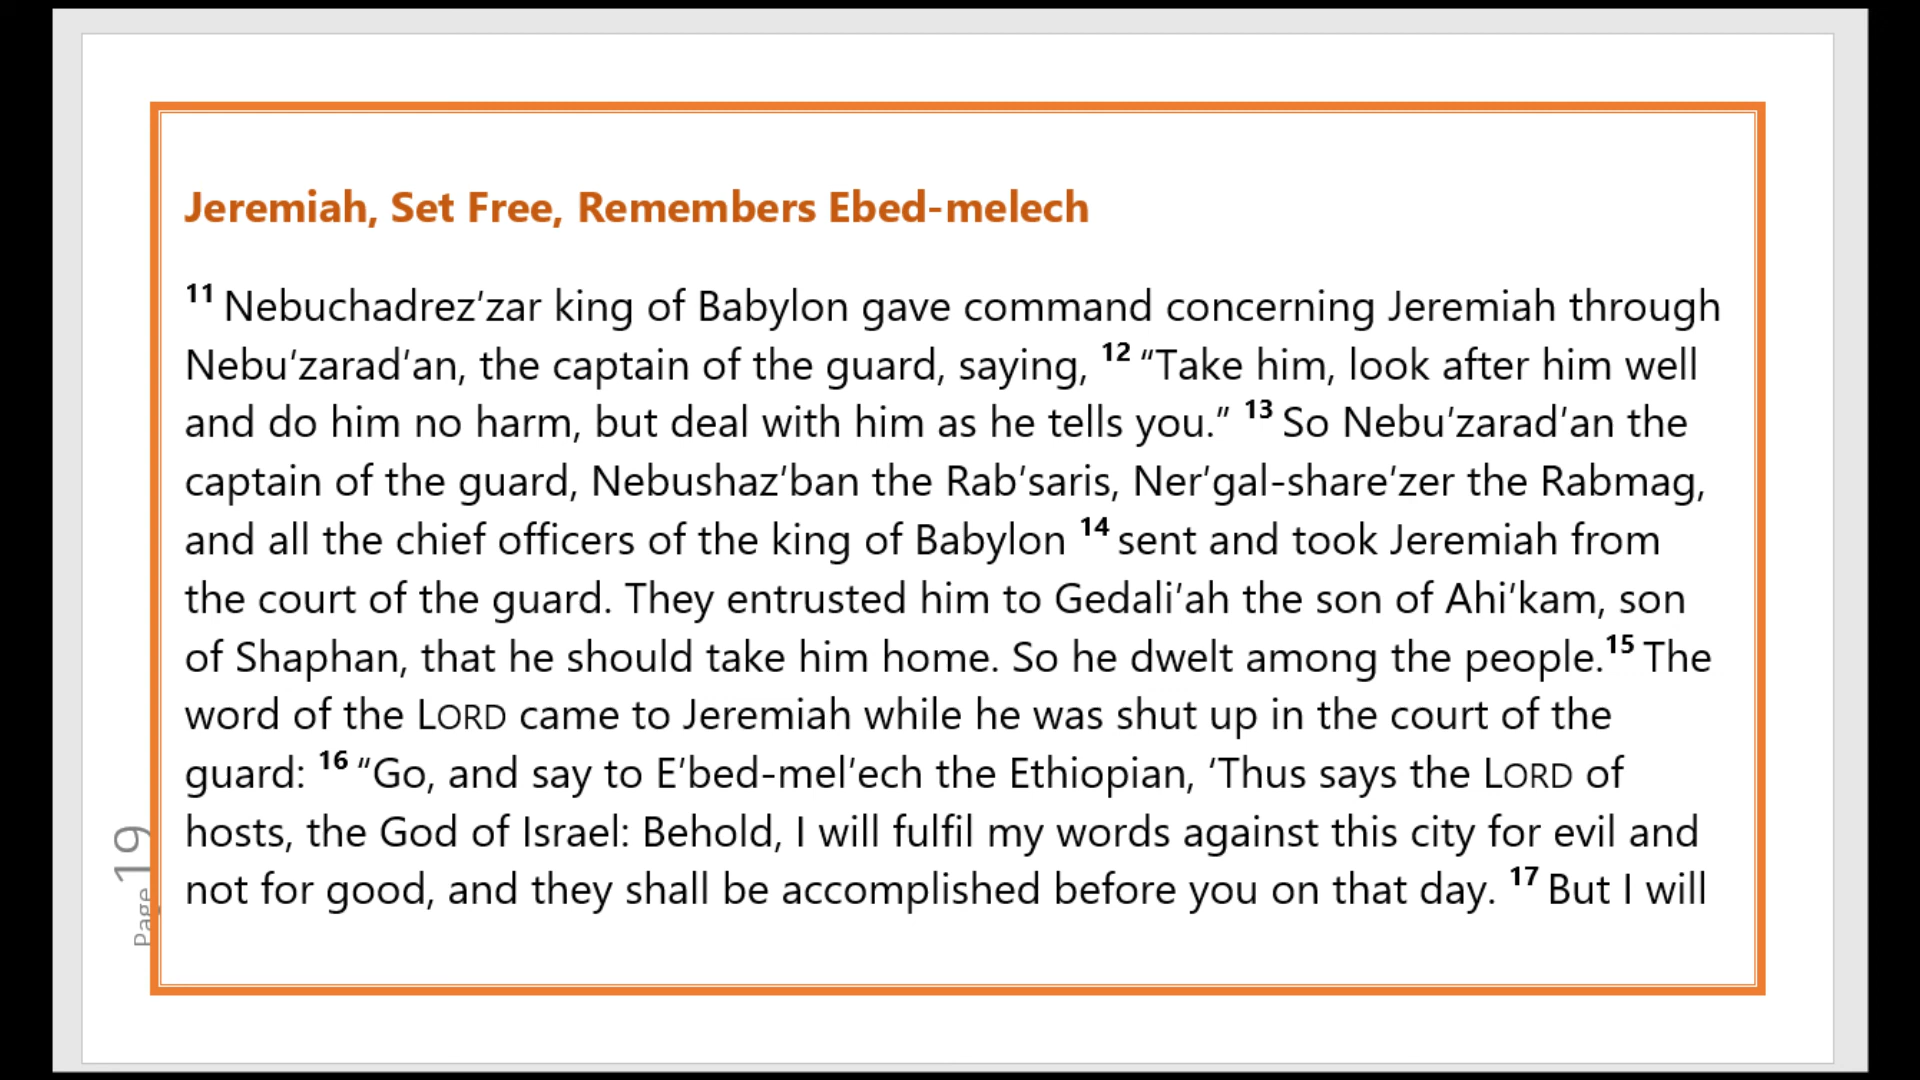 Jeremiah, Set Free, Remembers Ebed-melech
11 Nebuchadrez′zar king of Babylon gave command concerning Jeremiah through
Nebu′zarad′an, the captain of the guard, saying, 12 “Take him, look after him well
and do him no harm, but deal with him as he tells you.” 13 So Nebu′zarad′an the
captain of the guard, Nebushaz′ban the Rab′saris, Ner′gal-share′zer the Rabmag,
and all the chief officers of the king of Babylon 14 sent and took Jeremiah from
the court of the guard. They entrusted him to Gedali′ah the son of Ahi′kam, son
of Shaphan, that he should take him home. So he dwelt among the people.15 The
word of the LORD came to Jeremiah while he was shut up in the court of the
guard: 16 “Go, and say to E′bed-mel′ech the Ethiopian, ‘Thus says the LORD of
hosts, the God of Israel: Behold, I will fulfil my words against this city for evil and
not for good, and they shall be accomplished before you on that day. 17 But I will
Page 19